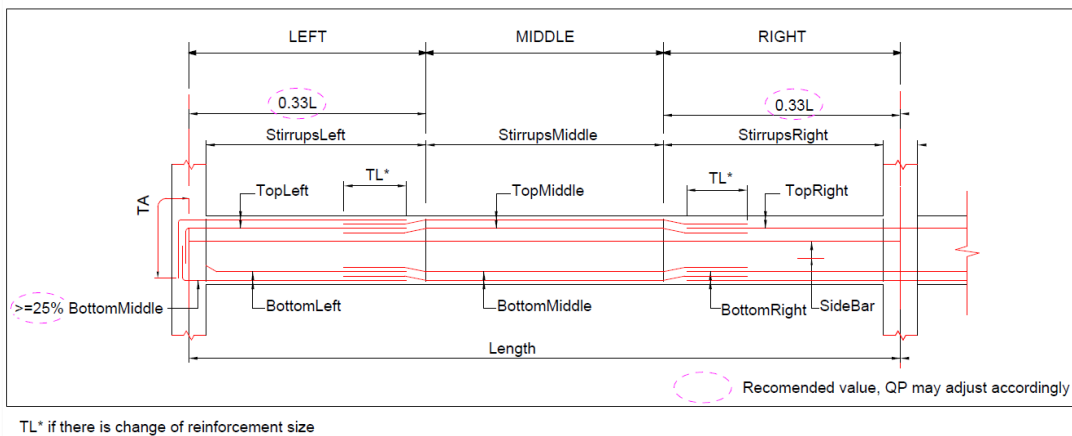 LEFT MIDDLE RIGHT
0.33L 0.33L
StirrupsLeft StirrupsMiddle StirrupsRight
TL* TL*
TopLeft TopMiddle TopRight
TA
>=25% BottomMiddle
BottomLeft BottomMiddle BottomRight SideBar
Length
Recomended value, QP may adjust accordingly
TL* if there is change of reinforcement size